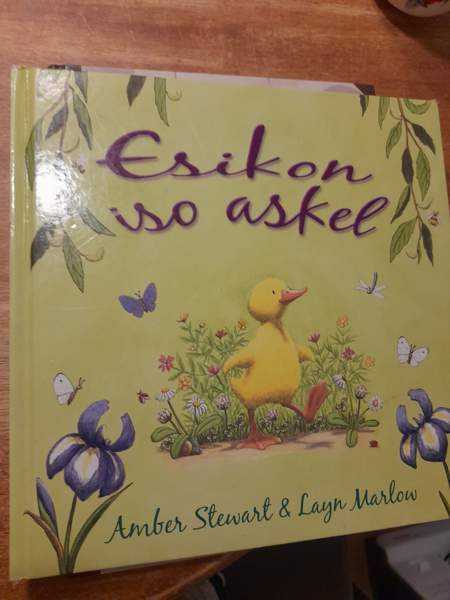 Esikon
iso askel
Amber Stewart & Layn Marlow